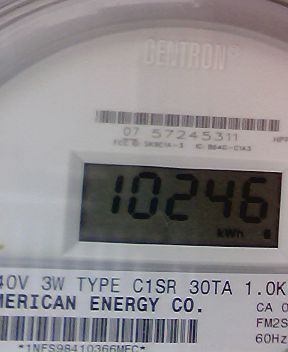 CENTRON®
07 57245311
10246
kWh
40V 3W TYPE C1SR 30TA 1.0K
MERICAN ENERGY CO.
CA 0
FM2S
60Hz
*1NFS98410366MFC*